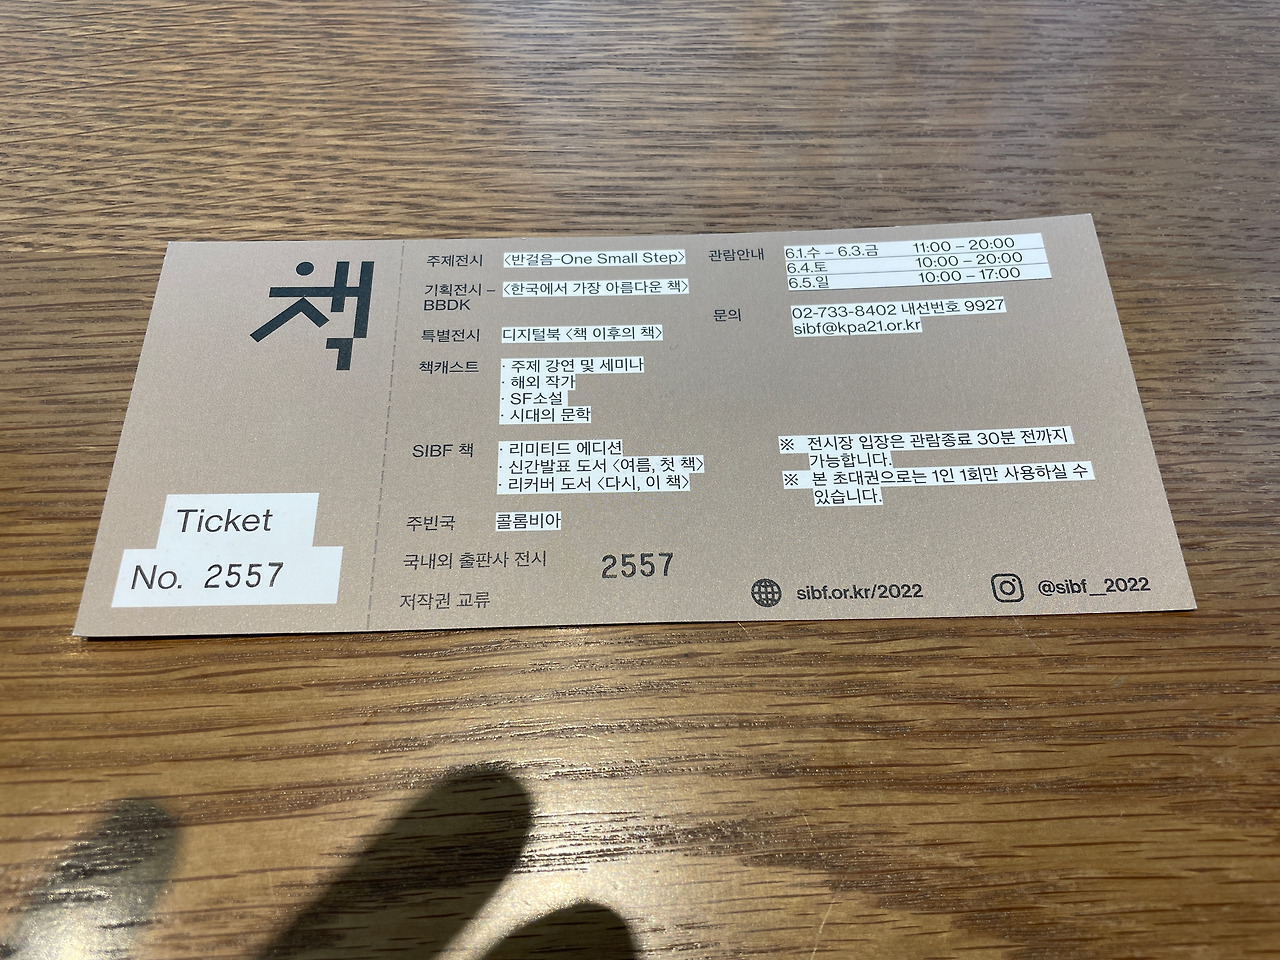 책
Ticket
No. 2557
주제전시 〈반걸음-One Small Step〉
기획전시 – 〈한국에서 가장 아름다운 책〉
BBDK
특별전시 디지털북 〈책 이후의 책〉
책캐스트 · 주제 강연 및 세미나
· 해외 작가
· SF소설
· 시대의 문학
SIBF 책 · 리미티드 에디션
· 신간발표 도서 〈여름, 첫 책〉
· 리커버 도서 〈다시, 이 책〉
주빈국 콜롬비아
국내외 출판사 전시
저작권 교류
2557
관람안내 6.1.수 – 6.3.금 11:00 – 20:00
6.4.토 10:00 – 20:00
6.5.일 10:00 – 17:00
문의 02-733-8402 내선번호 9927
sibf@kpa21.or.kr
※ 전시장 입장은 관람종료 30분 전까지
가능합니다.
※ 본 초대권으로는 1인 1회만 사용하실 수
있습니다.
sibf.or.kr/2022 @sibf__2022